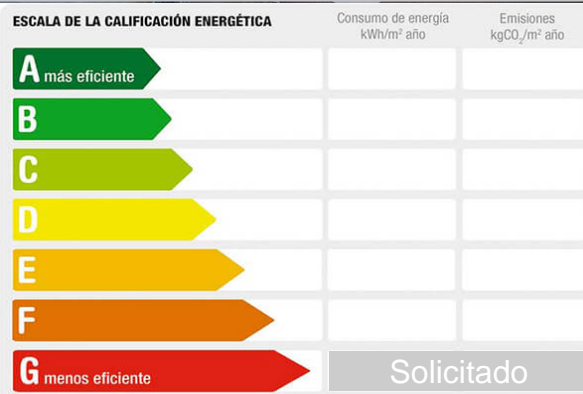 ESCALA DE LA CALIFICACIÓN ENERGÉTICA
Consumo de energía
kWh/m² año
Emisiones
kgCO₂/m² año
A más eficiente
B
C
D
E
F
G menos eficiente
Solicitado